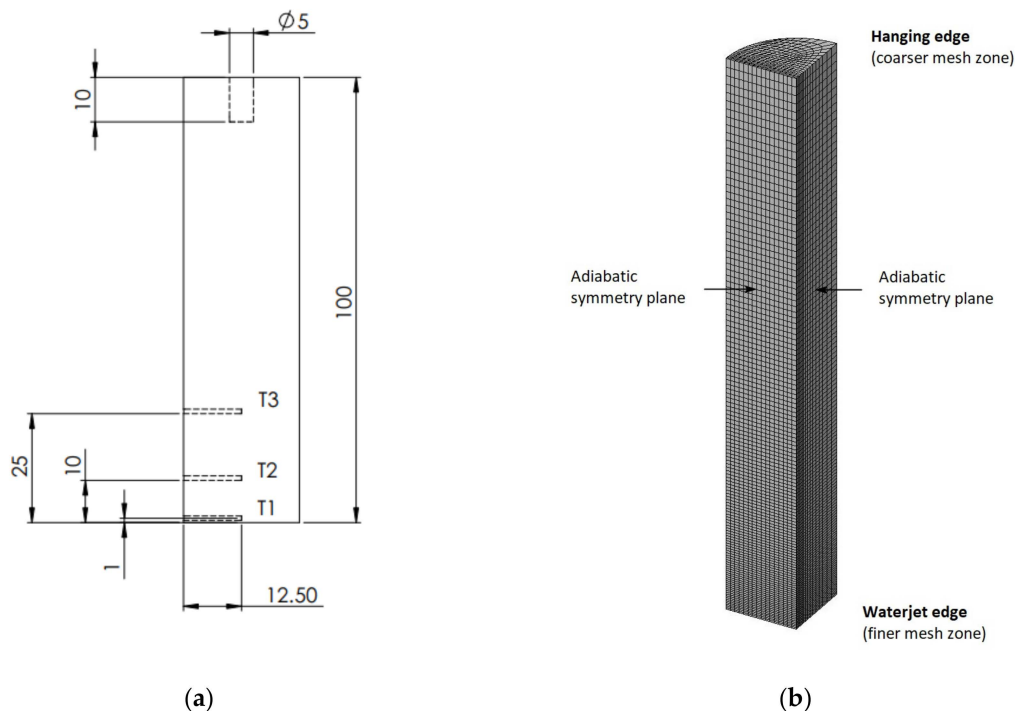 Ø5
10
100
T3
25
10
T2
T1
1
12.50
(a)
Hanging edge
(coarser mesh zone)
Adiabatic
symmetry plane
Adiabatic
symmetry plane
Waterjet edge
(finer mesh zone)
(b)